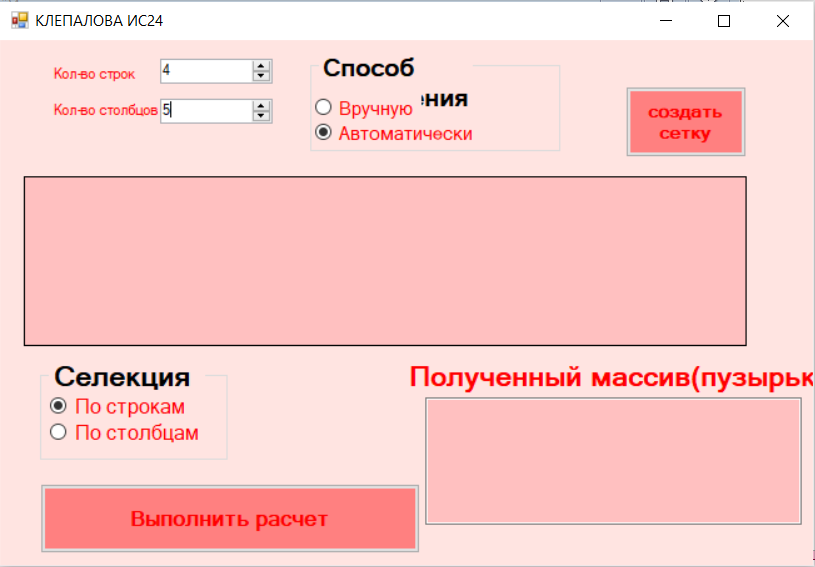 КЛЕПАЛОВА ИС24
Кол-во строк 4
Кол-во столбцов 5
Способ
ения
Вручную
Автоматически
создать
сетку
Селекция
По строкам
По столбцам
Полученный массив(пузырьк
Выполнить расчет